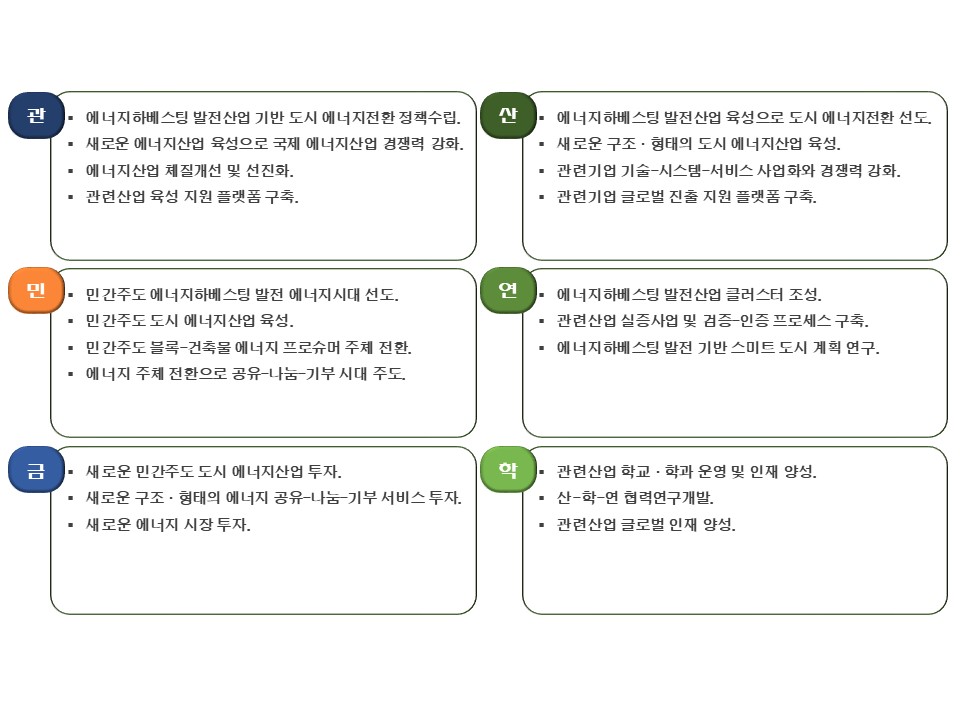 관
▪ 에너지하베스팅 발전산업 기반 도시 에너지전환 정책수립.
▪ 새로운 에너지산업 육성으로 국제 에너지산업 경쟁력 강화.
▪ 에너지산업 체질개선 및 선진화.
▪ 관련산업 육성 지원 플랫폼 구축.
산
▪ 에너지하베스팅 발전산업 육성으로 도시 에너지전환 선도.
▪ 새로운 구조·형태의 도시 에너지산업 육성.
▪ 관련기업 기술-시스템-서비스 사업화와 경쟁력 강화.
▪ 관련기업 글로벌 진출 지원 플랫폼 구축.
민
▪ 민간주도 에너지하베스팅 발전 에너지시대 선도.
▪ 민간주도 도시 에너지산업 육성.
▪ 민간주도 블록-건축물 에너지 프로슈머 주체 전환.
▪ 에너지 주체 전환으로 공유-나눔-기부 시대 주도.
연
▪ 에너지하베스팅 발전산업 클러스터 조성.
▪ 관련산업 실증사업 및 검증-인증 프로세스 구축.
▪ 에너지하베스팅 발전 기반 스미트 도시 계획 연구.
금
▪ 새로운 민간주도 도시 에너지산업 투자.
▪ 새로운 구조·형태의 에너지 공유-나눔-기부 서비스 투자.
▪ 새로운 에너지 시장 투자.
학
▪ 관련산업 학교·학과 운영 및 인재 양성.
▪ 산-학-연 협력연구개발.
▪ 관련산업 글로벌 인재 양성.